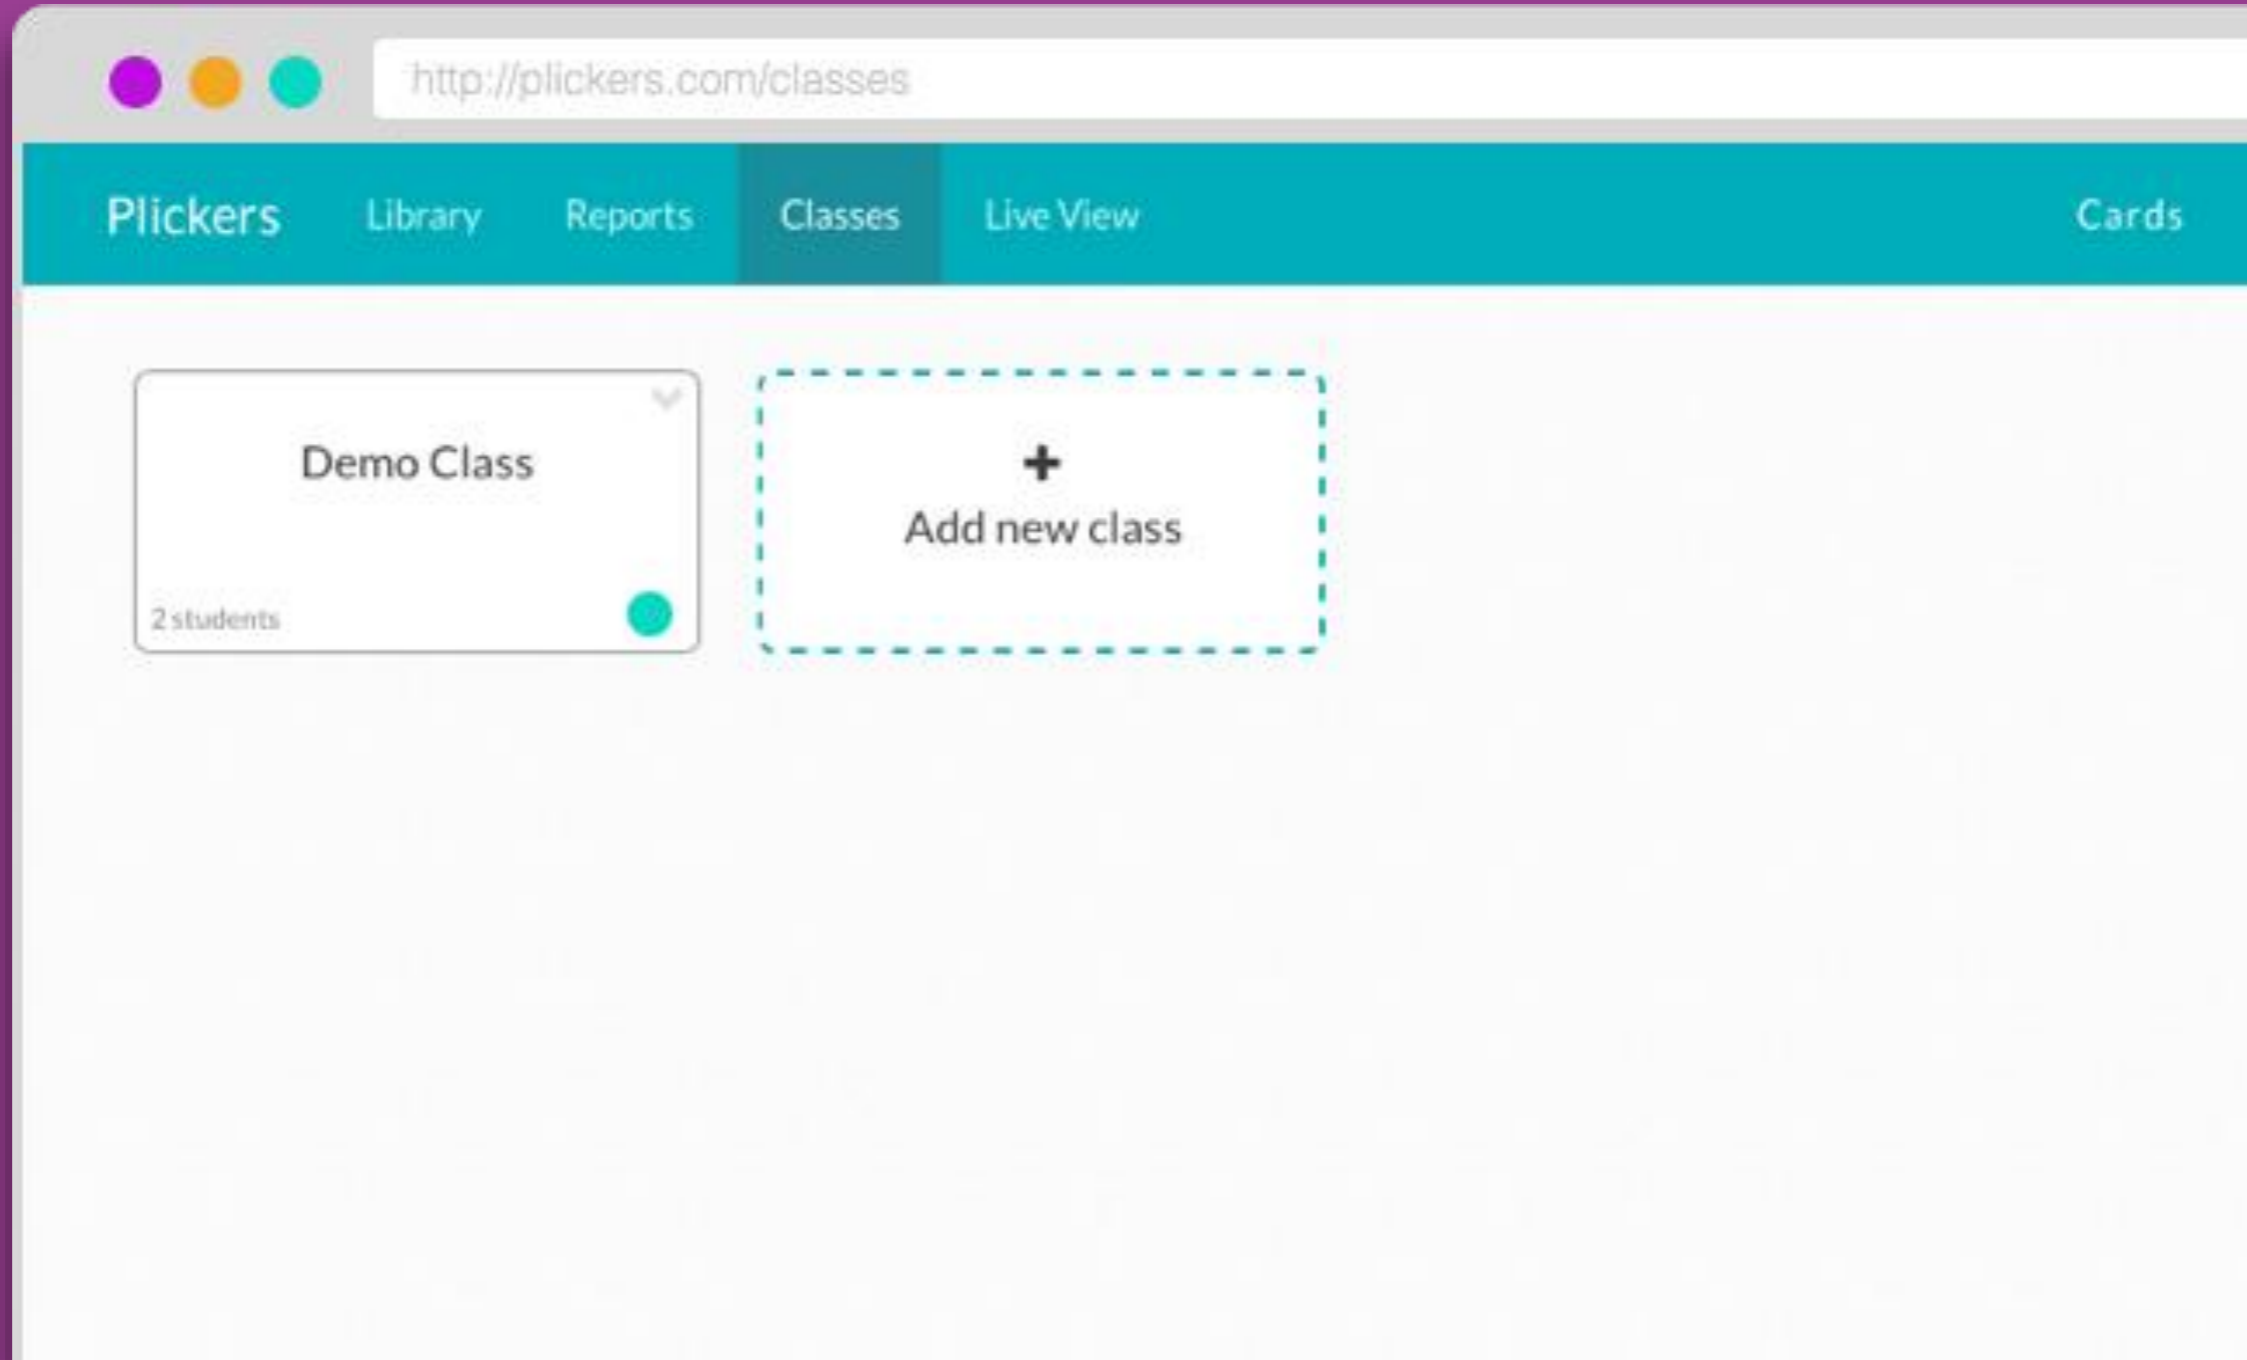 http://plickers.com/classes
Plickers Library Reports Classes Live View Cards
Demo Class
2 students
+
Add new class